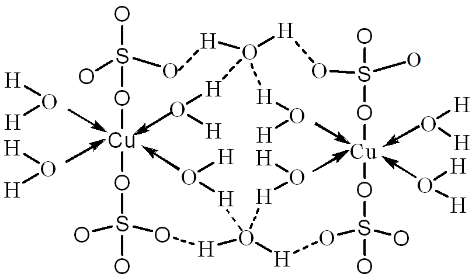 O O
H H
O S O O O S O
H H H O O O
O O O H H
H H H O O
H Cu H H Cu H
H H H H
O O O O
H H H H H
O O
O S O H O H O S O
O O